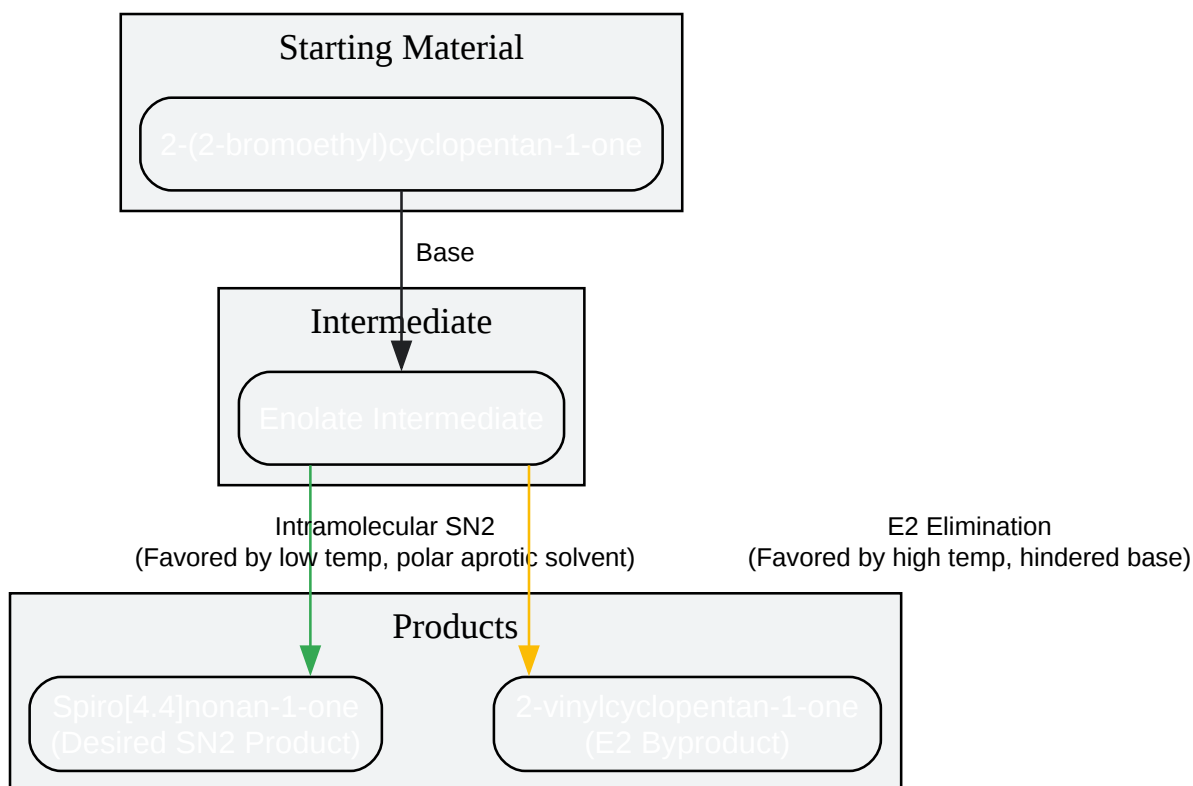 Starting Material
2-(2-bromoethyl)cyclopentan-1-one
Base
Intermediate
Enolate Intermediate
Intramolecular SN2
(Favored by low temp, polar aprotic solvent)
E2 Elimination
(Favored by high temp, hindered base)
Products
Spiro[4.4]nonan-1-one
(Desired SN2 Product)
2-vinylcyclopentan-1-one
(E2 Byproduct)